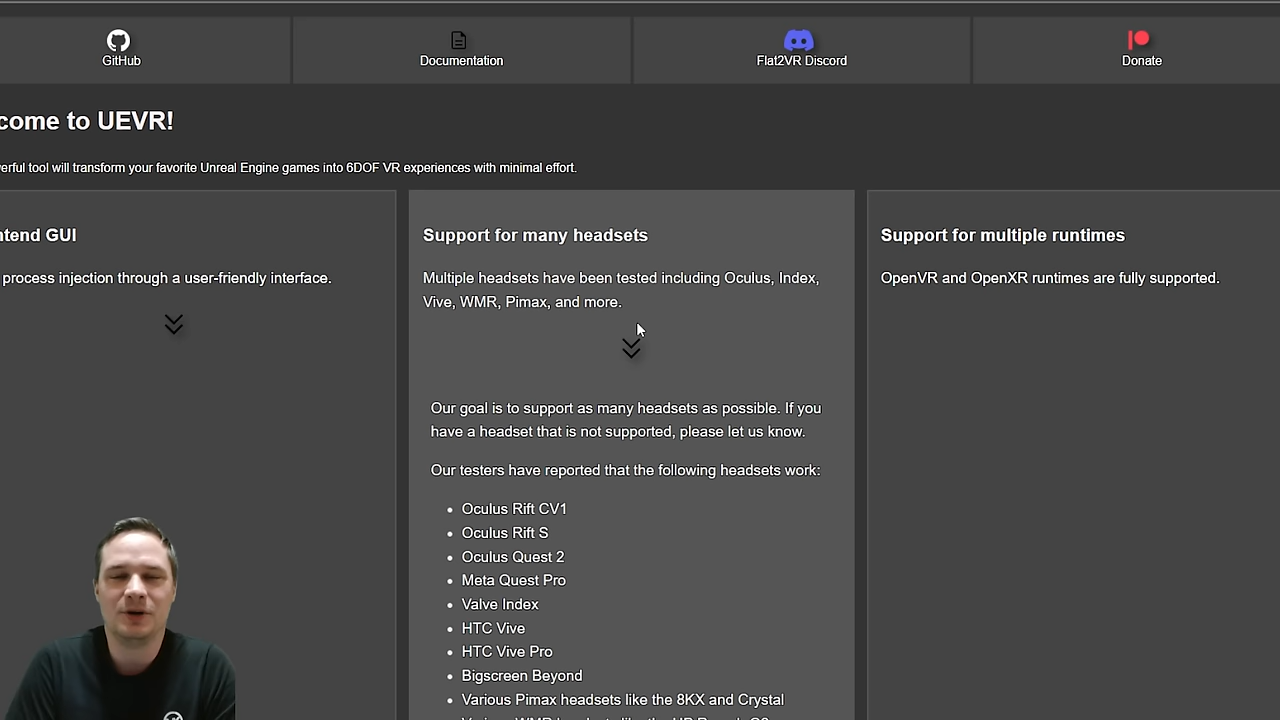 GitHub
Documentation
Flat2VR Discord
Donate
come to UEVR!
erful tool will transform your favorite Unreal Engine games into 6DOF VR experiences with minimal effort.
ntend GUI
process injection through a user-friendly interface.
Support for many headsets
Multiple headsets have been tested including Oculus, Index,
Vive, WMR, Pimax, and more.
Our goal is to support as many headsets as possible. If you
have a headset that is not supported, please let us know.
Our testers have reported that the following headsets work:
• Oculus Rift CV1
• Oculus Rift S
• Oculus Quest 2
• Meta Quest Pro
• Valve Index
• HTC Vive
• HTC Vive Pro
• Bigscreen Beyond
• Various Pimax headsets like the 8KX and Crystal
Support for multiple runtimes
OpenVR and OpenXR runtimes are fully supported.